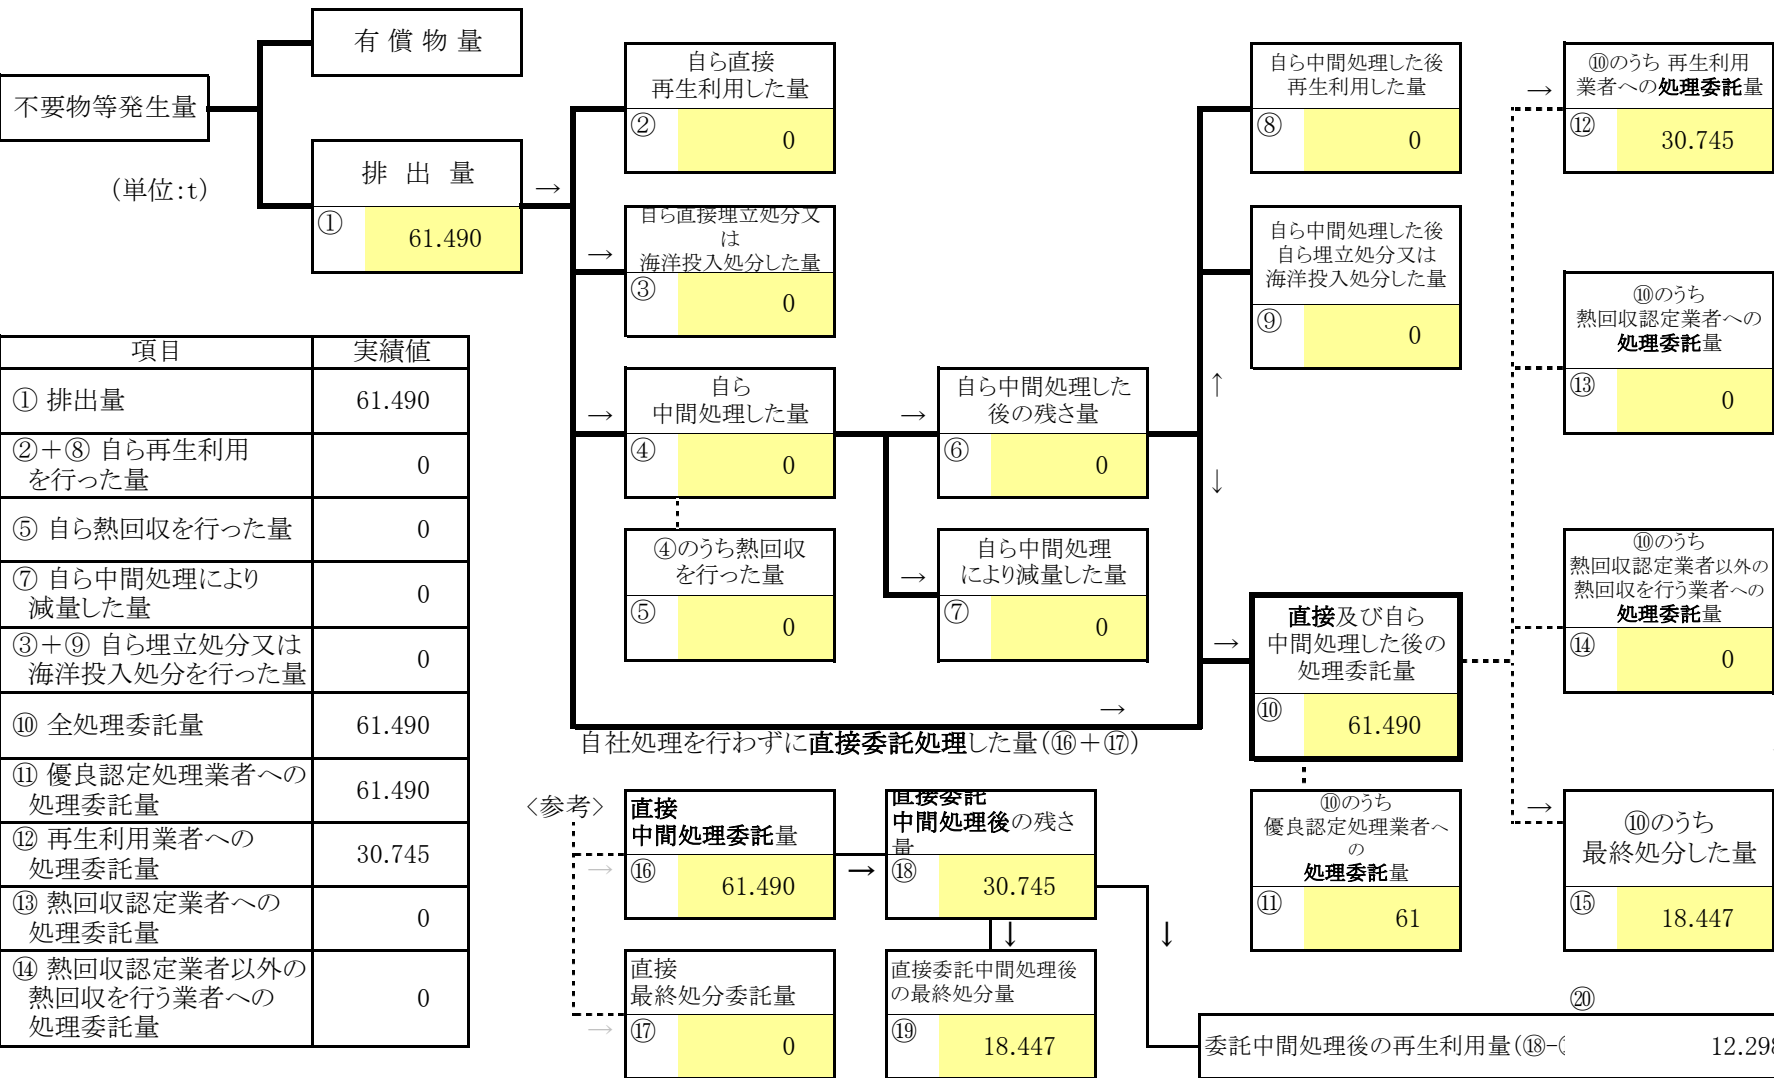 不要物等発生量
(単位:t)
有 償 物 量
排 出 量
→
① 61.490
自ら直接
再生利用した量
② 0
→
自ら直接埋立処分又
は
海洋投入処分した量
③ 0
→
自ら
中間処理した量
④ 0
④のうち熱回収
を行った量
⑤ 0
→
自ら中間処理した
後の残さ量
⑥ 0
→
自ら中間処理
により減量した量
⑦ 0
自ら中間処理した後
再生利用した量
⑧ 0
自ら中間処理した後
自ら埋立処分又は
海洋投入処分した量
⑨ 0
↑
↓
→
直接及び自ら
中間処理した後の
処理委託量
⑩ 61.490
→
自社処理を行わずに直接委託処理した量(⑯+⑰)
⑩のうち
優良認定処理業者へ
の
処理委託量
⑪ 61
→
⑩のうち 再生利用
業者への処理委託量
⑫ 30.745
⑩のうち
熱回収認定業者への
処理委託量
⑬ 0
⑩のうち
熱回収認定業者以外の
熱回収を行う業者への
処理委託量
⑭ 0
→
⑩のうち
最終処分した量
⑮ 18.447
項目 実績値
① 排出量 61.490
②+⑧ 自ら再生利用
を行った量 0
⑤ 自ら熱回収を行った量 0
⑦ 自ら中間処理により
減量した量 0
③+⑨ 自ら埋立処分又は
海洋投入処分を行った量 0
⑩ 全処理委託量 61.490
⑪ 優良認定処理業者への
処理委託量 61.490
⑫ 再生利用業者への
処理委託量 30.745
⑬ 熱回収認定業者への
処理委託量 0
⑭ 熱回収認定業者以外の
熱回収を行う業者への
処理委託量 0
〈参考〉
直接
中間処理委託量
→
⑯ 61.490
→
直接委託
中間処理後の残さ
量
⑱ 30.745
↓
↓
直接
最終処分委託量
→
⑰ 0
直接委託中間処理後
の最終処分量
⑲ 18.447
⑳
委託中間処理後の再生利用量(⑱- 12.298